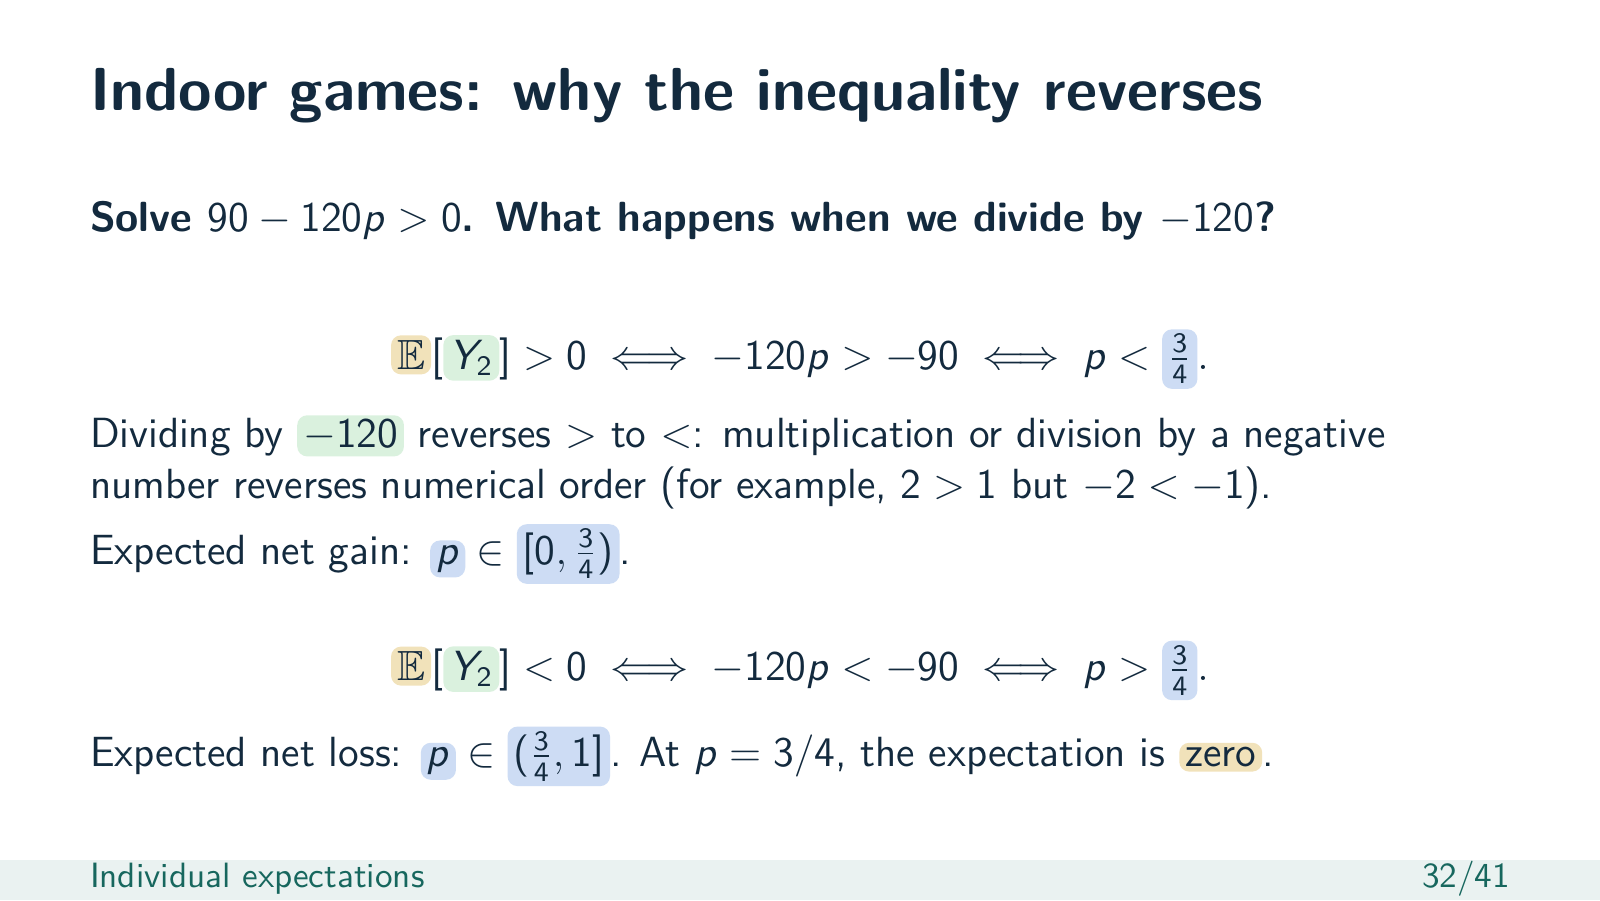 Indoor games: why the inequality reverses
Solve 90 − 120p > 0. What happens when we divide by −120?
𝔼[Y₂] > 0 ⟺ −120p > −90 ⟺ p < 3/4.
Dividing by −120 reverses > to <: multiplication or division by a negative
number reverses numerical order (for example, 2 > 1 but −2 < −1).
Expected net gain: p ∈ [0, 3/4).
𝔼[Y₂] < 0 ⟺ −120p < −90 ⟺ p > 3/4.
Expected net loss: p ∈ (3/4, 1]. At p = 3/4, the expectation is zero.
Individual expectations
32/41